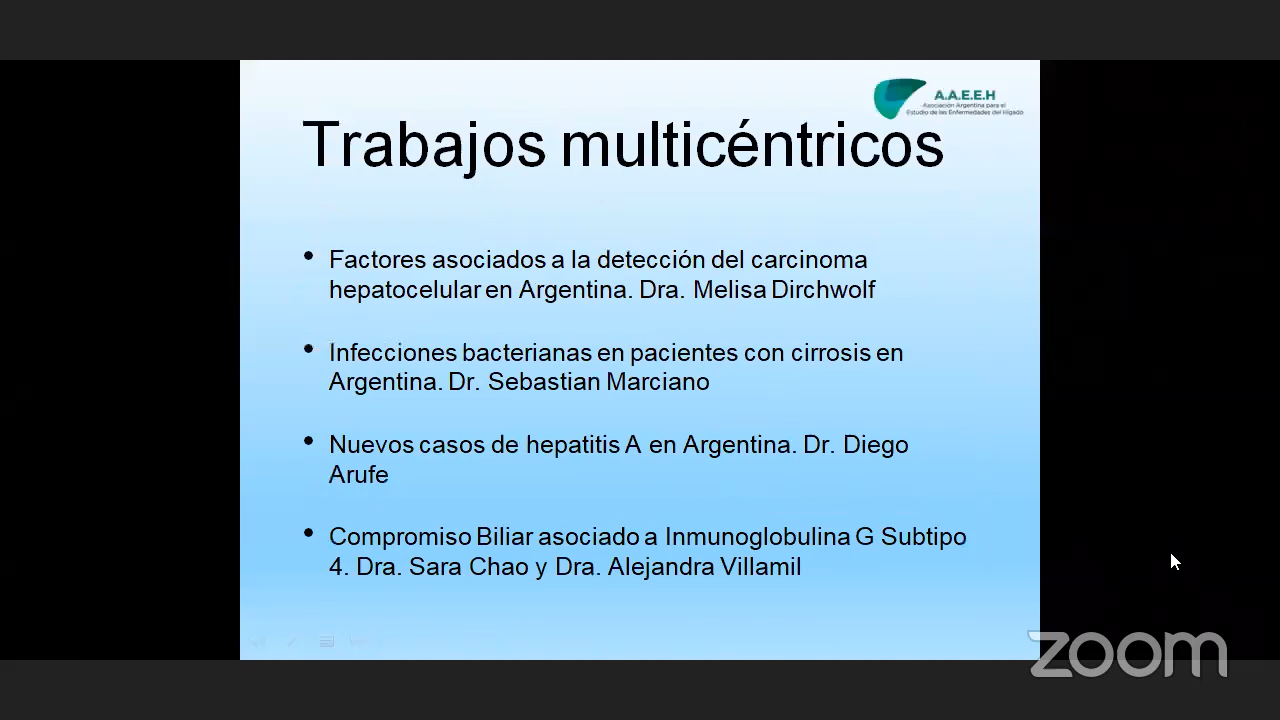 A.A.E.E.H
Asociación Argentina para el
Estudio de las Enfermedades del Hígado
Trabajos multicéntricos
• Factores asociados a la detección del carcinoma
hepatocelular en Argentina. Dra. Melisa Dirchwolf
• Infecciones bacterianas en pacientes con cirrosis en
Argentina. Dr. Sebastian Marciano
• Nuevos casos de hepatitis A en Argentina. Dr. Diego
Arufe
• Compromiso Biliar asociado a Inmunoglobulina G Subtipo
4. Dra. Sara Chao y Dra. Alejandra Villamil
zoom